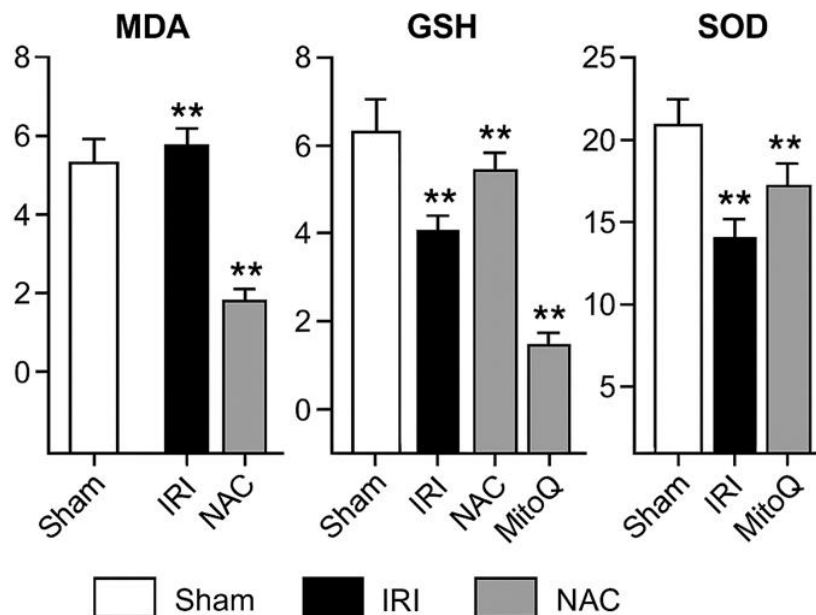 MDA GSH SOD
8 8 25
** ** **
6 6 20
** ** **
4 4 15
** **
2 2 10
0 0 5
Sham IRI NAC Sham IRI NAC MitoQ Sham IRI MitoQ
Sham IRI NAC